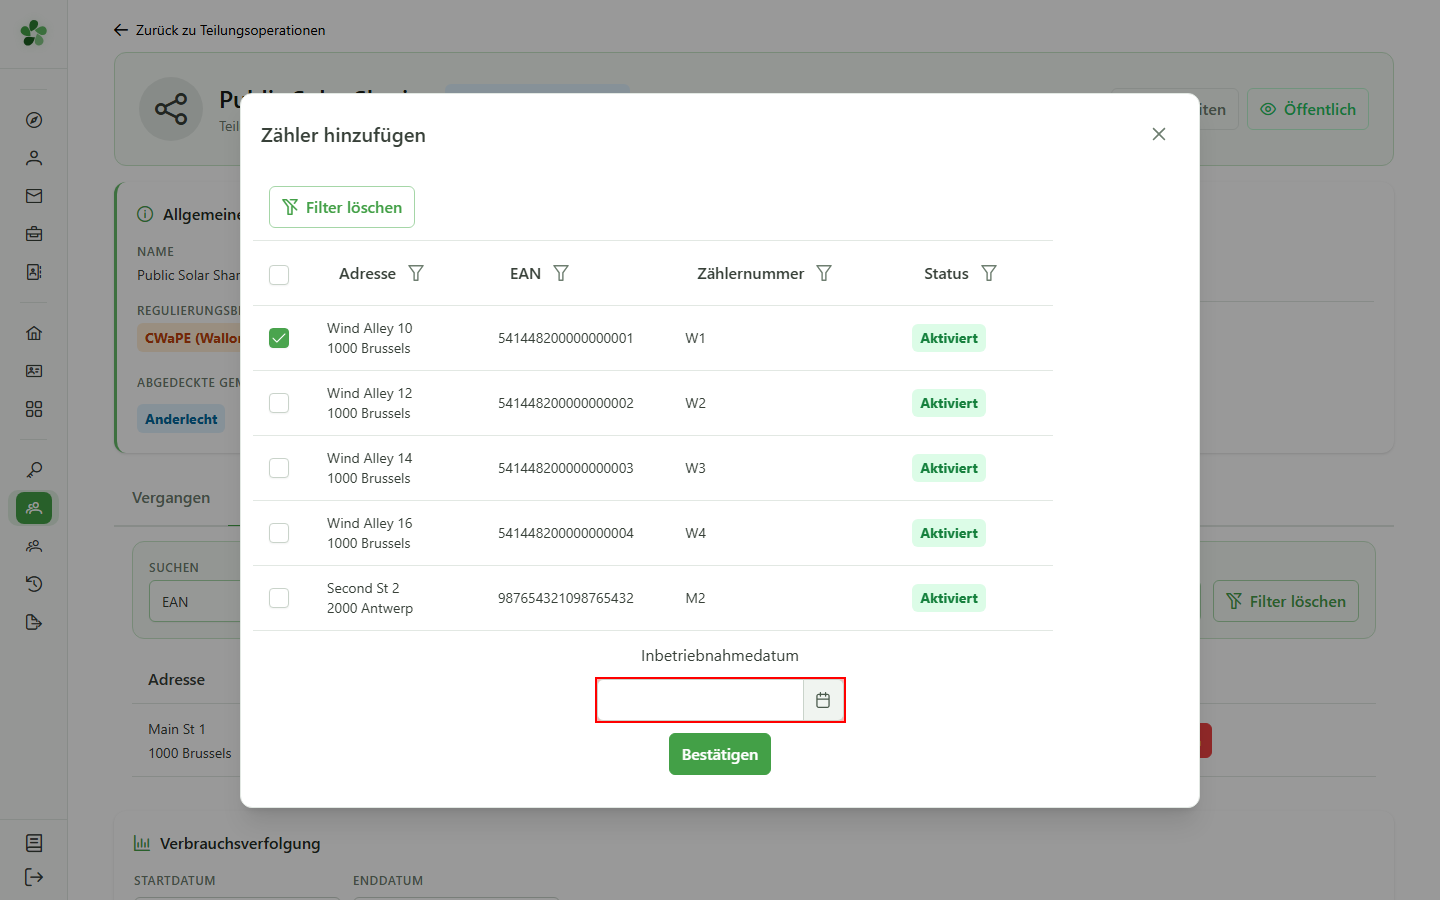 Zurück zu Teilungsoperationen
Öffentlich
Zähler hinzufügen
Filter löschen
Allgemeine
NAME
Public Solar Shar
REGULIERUNGSB
CWaPE (Wallo
ABGEDECKTE GEM
Anderlecht
Adresse EAN Zählernummer Status
Wind Alley 10
1000 Brussels
541448200000000001 W1 Aktiviert
Wind Alley 12
1000 Brussels
541448200000000002 W2 Aktiviert
Wind Alley 14
1000 Brussels
541448200000000003 W3 Aktiviert
Wind Alley 16
1000 Brussels
541448200000000004 W4 Aktiviert
Second St 2
2000 Antwerp
987654321098765432 M2 Aktiviert
Inbetriebnahmedatum
Bestätigen
Vergangen
SUCHEN
EAN
Filter löschen
Adresse
Main St 1
1000 Brussels
Verbrauchsverfolgung
STARTDATUM ENDDATUM